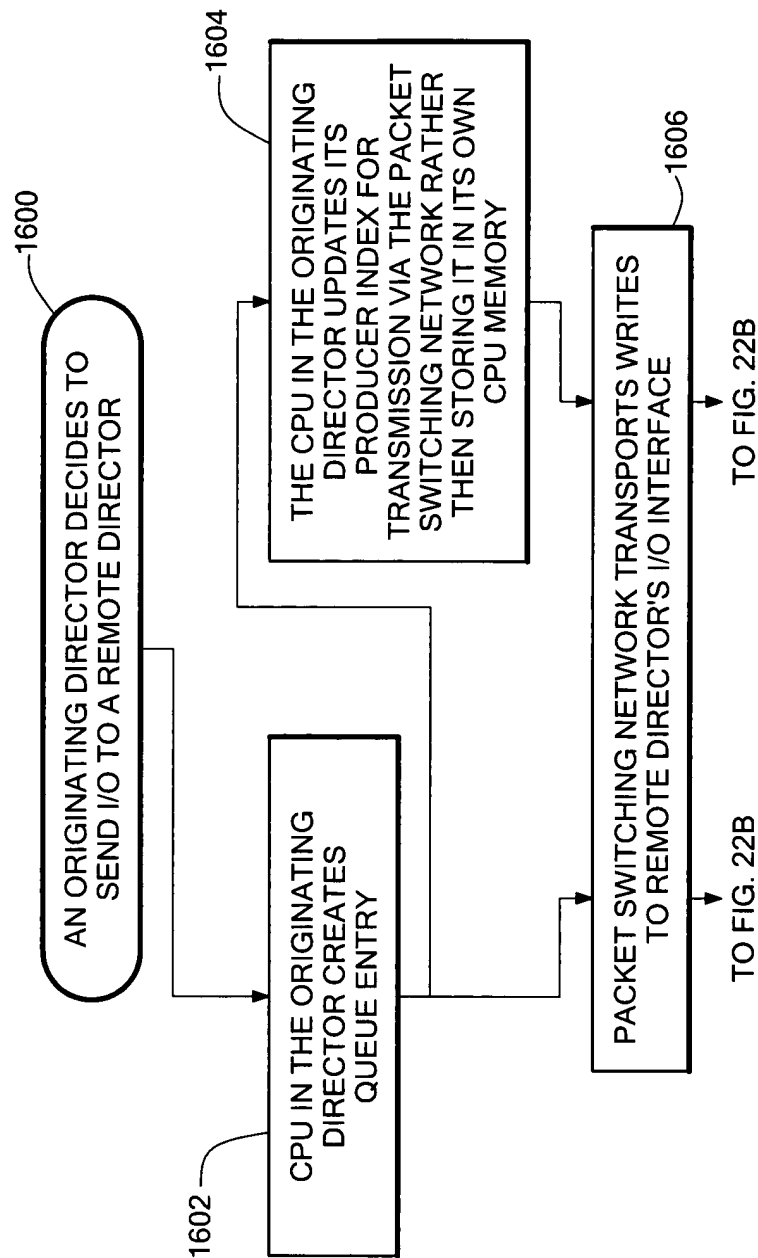 1600
AN ORIGINATING DIRECTOR DECIDES TO
SEND I/O TO A REMOTE DIRECTOR
1602
CPU IN THE ORIGINATING
DIRECTOR CREATES
QUEUE ENTRY
1604
THE CPU IN THE ORIGINATING
DIRECTOR UPDATES ITS
PRODUCER INDEX FOR
TRANSMISSION VIA THE PACKET
SWITCHING NETWORK RATHER
THEN STORING IT IN ITS OWN
CPU MEMORY
1606
PACKET SWITCHING NETWORK TRANSPORTS WRITES
TO REMOTE DIRECTOR'S I/O INTERFACE
TO FIG. 22B
TO FIG. 22B